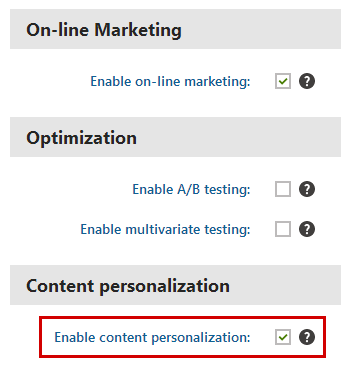 On-line Marketing
Enable on-line marketing:
Optimization
Enable A/B testing:
Enable multivariate testing:
Content personalization
Enable content personalization: